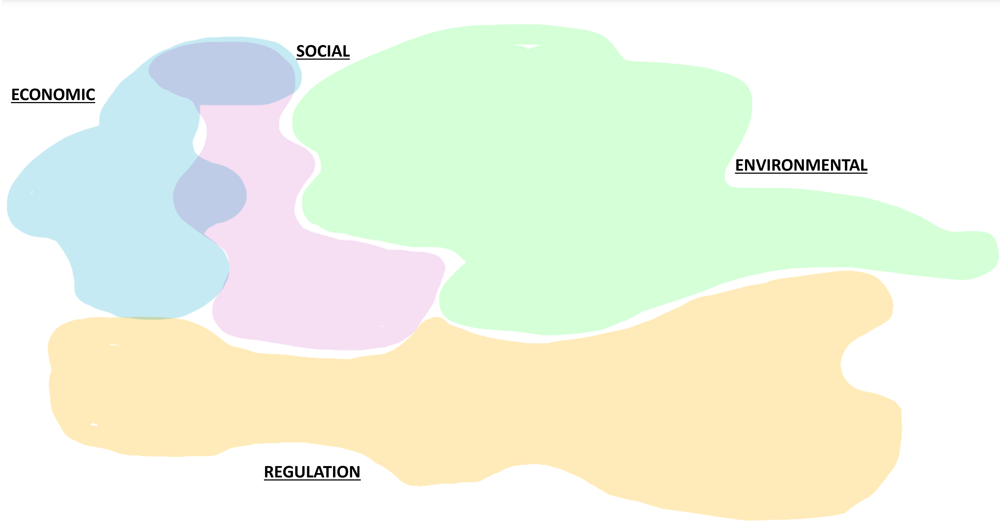 SOCIAL
ECONOMIC
ENVIRONMENTAL
REGULATION